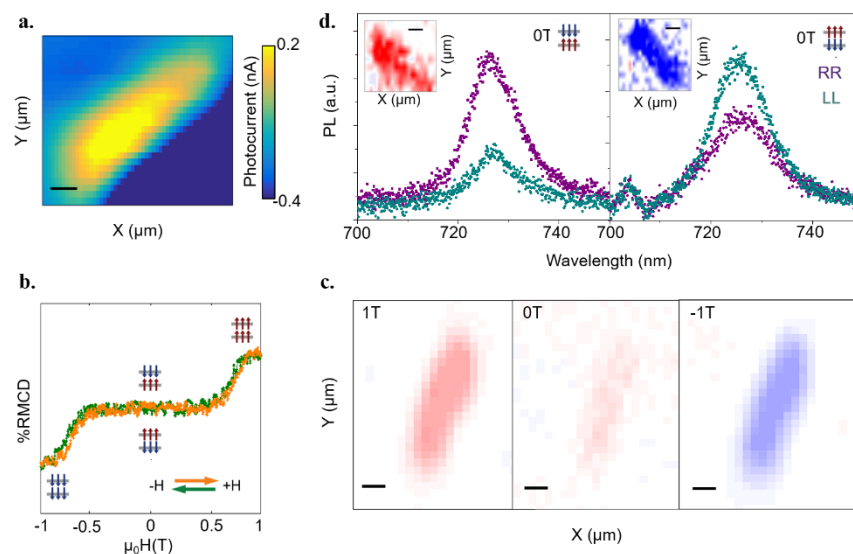 a.
Y (µm)
X (µm)
0.2
Photocurrent (nA)
-0.4
d.
0T
X (µm)
Y (µm)
X (µm)
Y (µm)
0T
RR
LL
PL (a.u.)
700 720 740 700 720 740
Wavelength (nm)
b.
%RMCD
-H +H
-1 -0.5 0 0.5 1
µ₀H(T)
c.
1T 0T -1T
Y (µm)
X (µm)